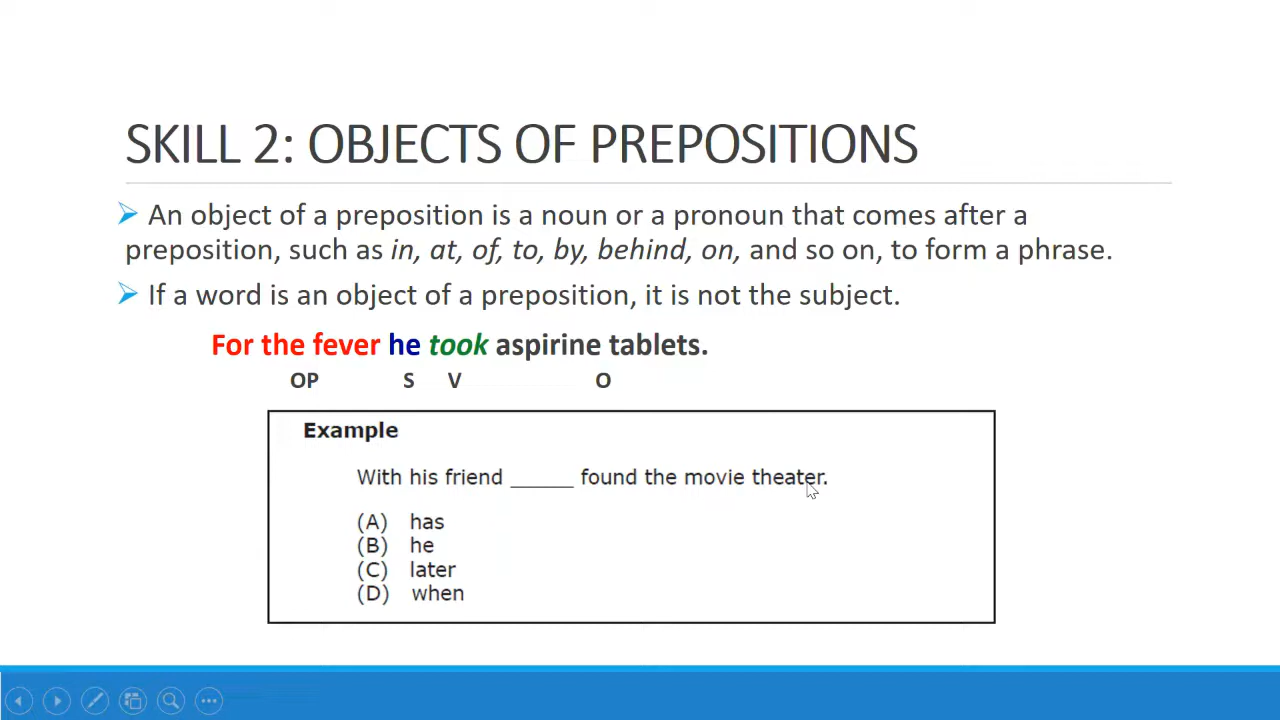 SKILL 2: OBJECTS OF PREPOSITIONS
An object of a preposition is a noun or a pronoun that comes after a
preposition, such as in, at, of, to, by, behind, on, and so on, to form a phrase.
If a word is an object of a preposition, it is not the subject.
For the fever he took aspirine tablets.
OP S V O
Example
With his friend ______ found the movie theater.
(A) has
(B) he
(C) later
(D) when